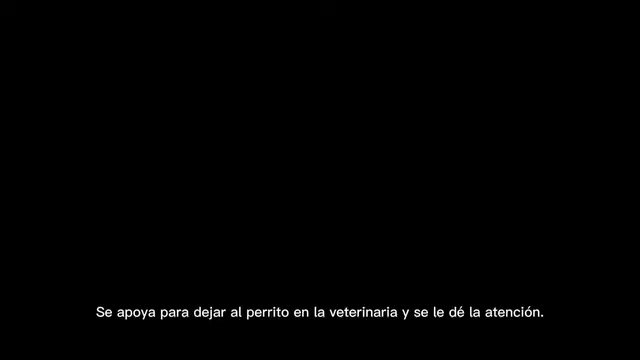 Se apoya para dejar al perrito en la veterinaria y se le dé la atención.